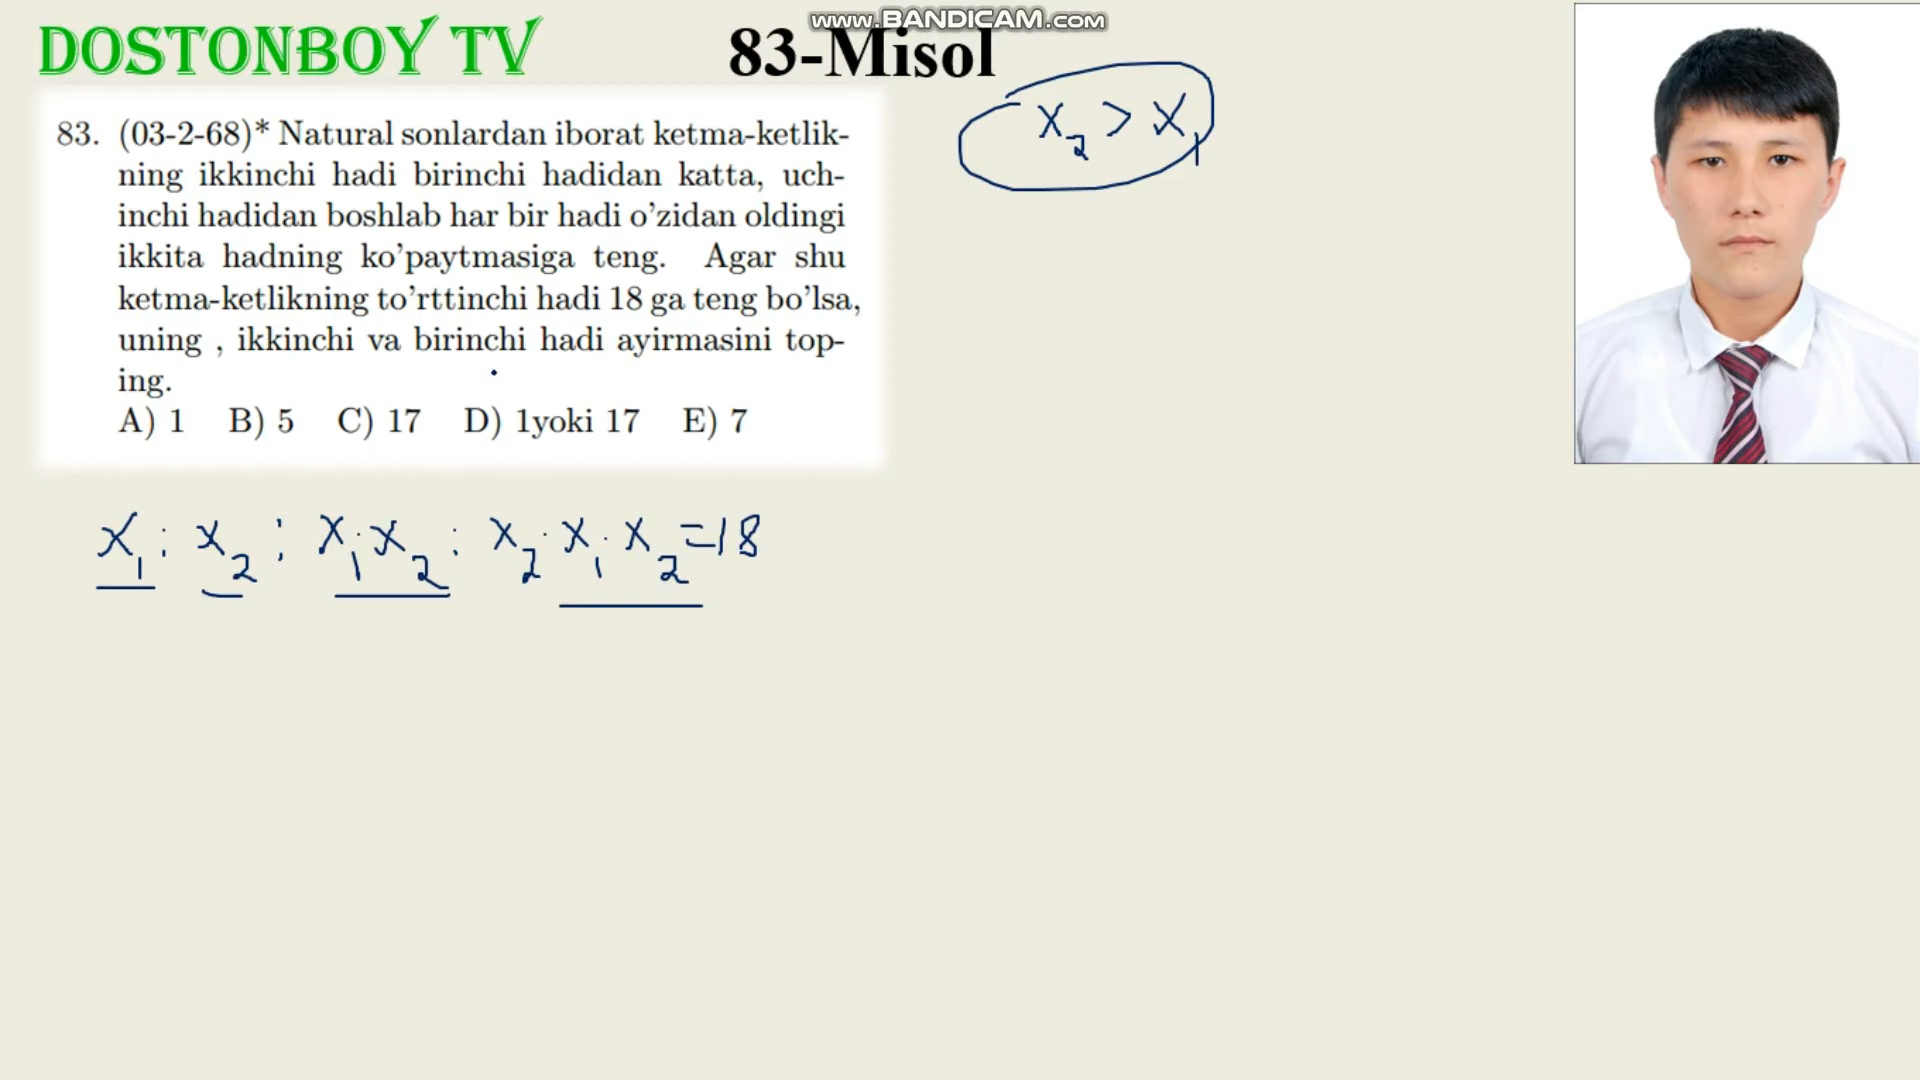 www.BANDICAM.com
DOSTONBOY TV
83-Misol
x₂ > x₁
83. (03-2-68)* Natural sonlardan iborat ketma-ketlik-
ning ikkinchi hadi birinchi hadidan katta, uch-
inchi hadidan boshlab har bir hadi o’zidan oldingi
ikkita hadning ko’paytmasiga teng. Agar shu
ketma-ketlikning to’rttinchi hadi 18 ga teng bo’lsa,
uning , ikkinchi va birinchi hadi ayirmasini top-
ing.
A) 1 B) 5 C) 17 D) 1yoki 17 E) 7
x₁ ; x₂ ; x₁·x₂ ; x₂·x₁·x₂=18